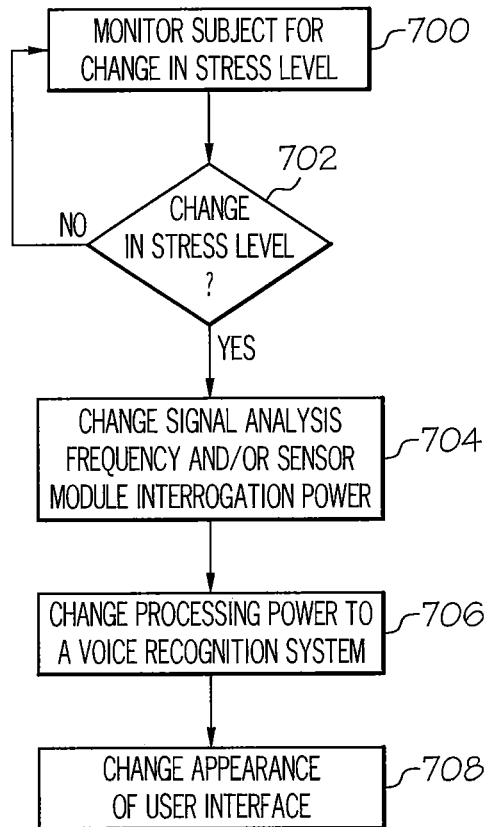 MONITOR SUBJECT FOR
CHANGE IN STRESS LEVEL
700
702
CHANGE
IN STRESS LEVEL
?
NO
YES
CHANGE SIGNAL ANALYSIS
FREQUENCY AND/OR SENSOR
MODULE INTERROGATION POWER
704
CHANGE PROCESSING POWER TO
A VOICE RECOGNITION SYSTEM
706
CHANGE APPEARANCE
OF USER INTERFACE
708